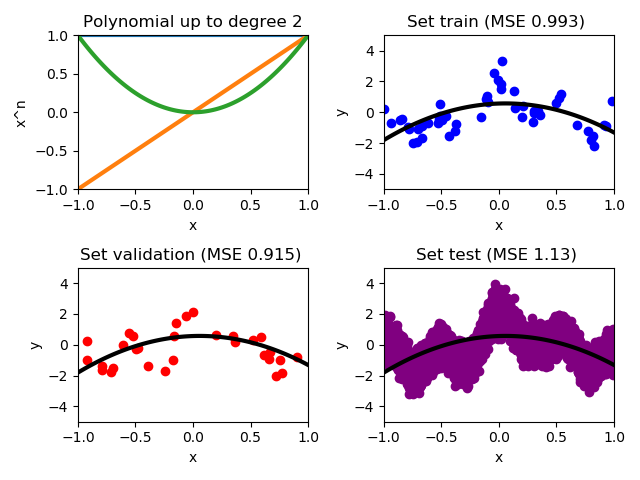 Polynomial up to degree 2
1.0
0.5
0.0
−0.5
−1.0
x^n
−1.0 −0.5 0.0 0.5 1.0
x
Set train (MSE 0.993)
4
2
0
−2
−4
y
−1.0 −0.5 0.0 0.5 1.0
x
Set validation (MSE 0.915)
4
2
0
−2
−4
y
−1.0 −0.5 0.0 0.5 1.0
x
Set test (MSE 1.13)
4
2
0
−2
−4
y
−1.0 −0.5 0.0 0.5 1.0
x